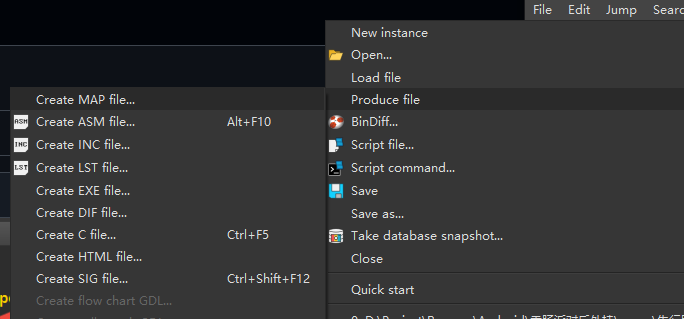 File Edit Jump Searc
New instance
Open...
Load file
Produce file
BinDiff...
Script file...
Script command...
Save
Save as...
Take database snapshot...
Close
Quick start
Create MAP file...
ASM Create ASM file... Alt+F10
INC Create INC file...
LST Create LST file...
Create EXE file...
Create DIF file...
Create C file... Ctrl+F5
Create HTML file...
Create SIG file... Ctrl+Shift+F12
Create flow chart GDL...